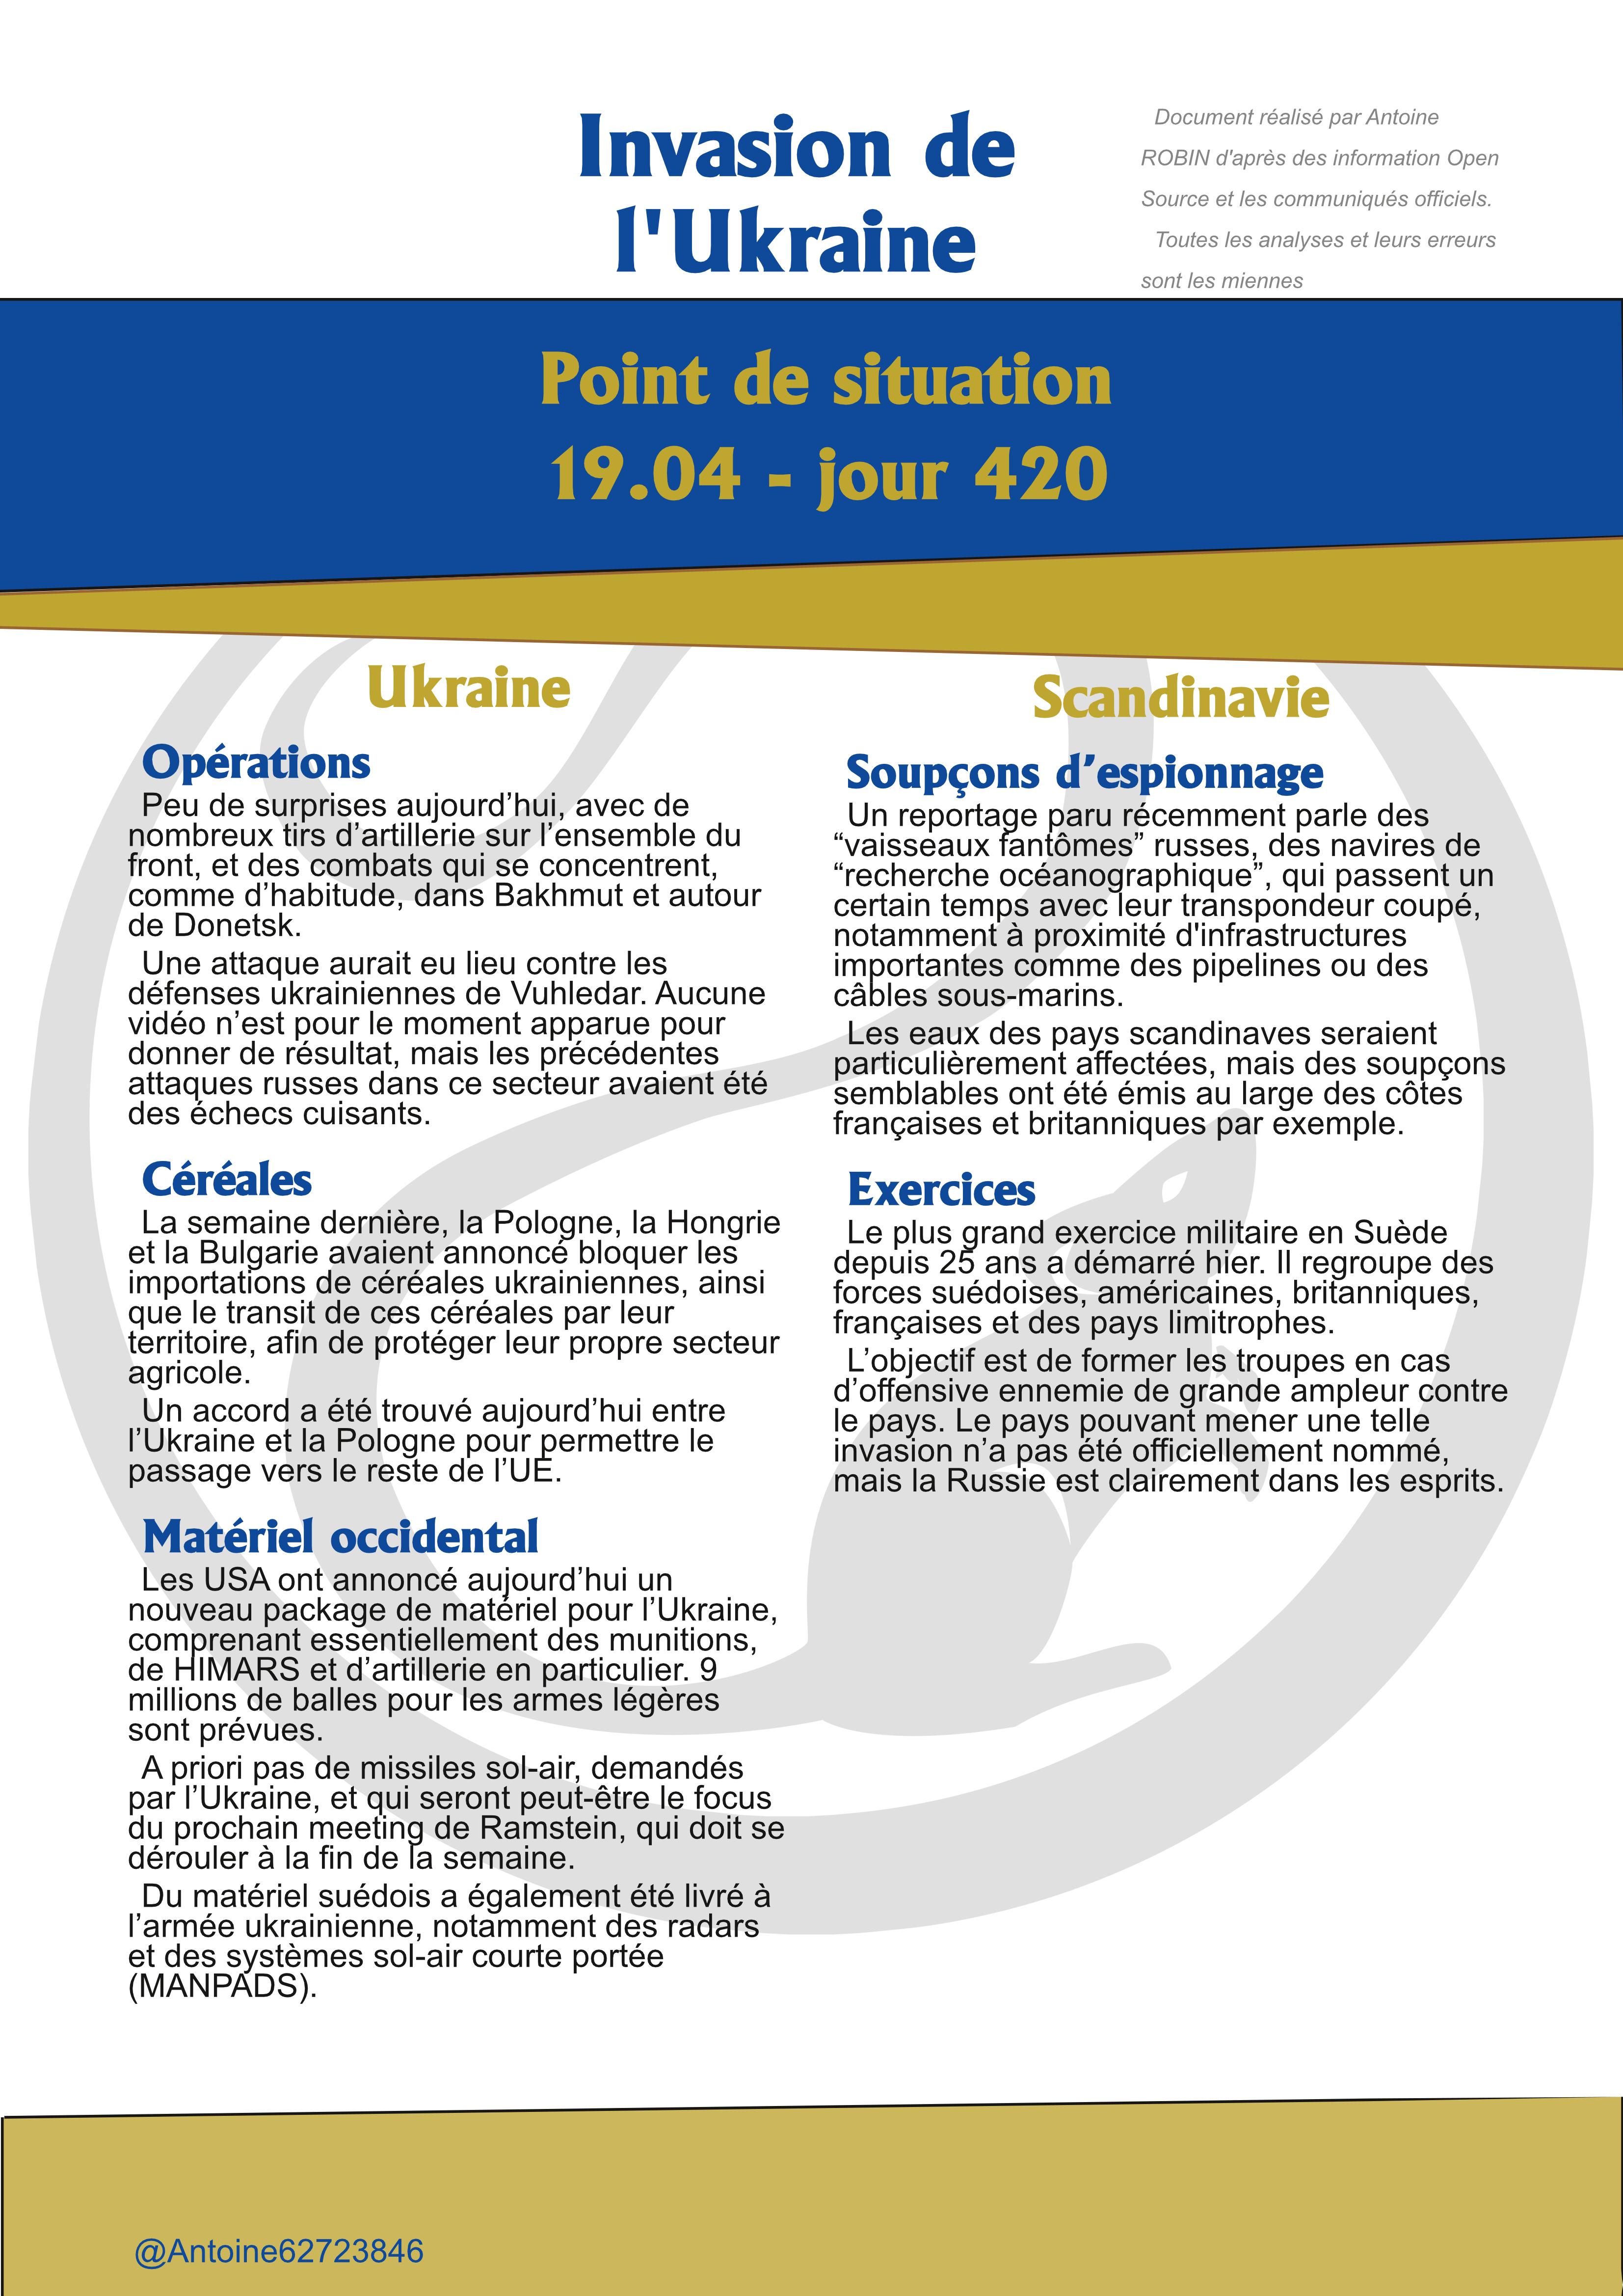 Invasion de
l'Ukraine
Document réalisé par Antoine
ROBIN d'après des information Open
Source et les communiqués officiels.
Toutes les analyses et leurs erreurs
sont les miennes
Point de situation
19.04 - jour 420
Ukraine
Opérations
Peu de surprises aujourd’hui, avec de
nombreux tirs d’artillerie sur l’ensemble du
front, et des combats qui se concentrent,
comme d’habitude, dans Bakhmut et autour
de Donetsk.
Une attaque aurait eu lieu contre les
défenses ukrainiennes de Vuhledar. Aucune
vidéo n’est pour le moment apparue pour
donner de résultat, mais les précédentes
attaques russes dans ce secteur avaient été
des échecs cuisants.
Céréales
La semaine dernière, la Pologne, la Hongrie
et la Bulgarie avaient annoncé bloquer les
importations de céréales ukrainiennes, ainsi
que le transit de ces céréales par leur
territoire, afin de protéger leur propre secteur
agricole.
Un accord a été trouvé aujourd’hui entre
l’Ukraine et la Pologne pour permettre le
passage vers le reste de l’UE.
Matériel occidental
Les USA ont annoncé aujourd’hui un
nouveau package de matériel pour l’Ukraine,
comprenant essentiellement des munitions,
de HIMARS et d’artillerie en particulier. 9
millions de balles pour les armes légères
sont prévues.
A priori pas de missiles sol-air, demandés
par l’Ukraine, et qui seront peut-être le focus
du prochain meeting de Ramstein, qui doit se
dérouler à la fin de la semaine.
Du matériel suédois a également été livré à
l’armée ukrainienne, notamment des radars
et des systèmes sol-air courte portée
(MANPADS).
Scandinavie
Soupçons d’espionnage
Un reportage paru récemment parle des
“vaisseaux fantômes” russes, des navires de
“recherche océanographique”, qui passent un
certain temps avec leur transpondeur coupé,
notamment à proximité d'infrastructures
importantes comme des pipelines ou des
câbles sous-marins.
Les eaux des pays scandinaves seraient
particulièrement affectées, mais des soupçons
semblables ont été émis au large des côtes
françaises et britanniques par exemple.
Exercices
Le plus grand exercice militaire en Suède
depuis 25 ans a démarré hier. Il regroupe des
forces suédoises, américaines, britanniques,
françaises et des pays limitrophes.
L’objectif est de former les troupes en cas
d’offensive ennemie de grande ampleur contre
le pays. Le pays pouvant mener une telle
invasion n’a pas été officiellement nommé,
mais la Russie est clairement dans les esprits.
@Antoine62723846